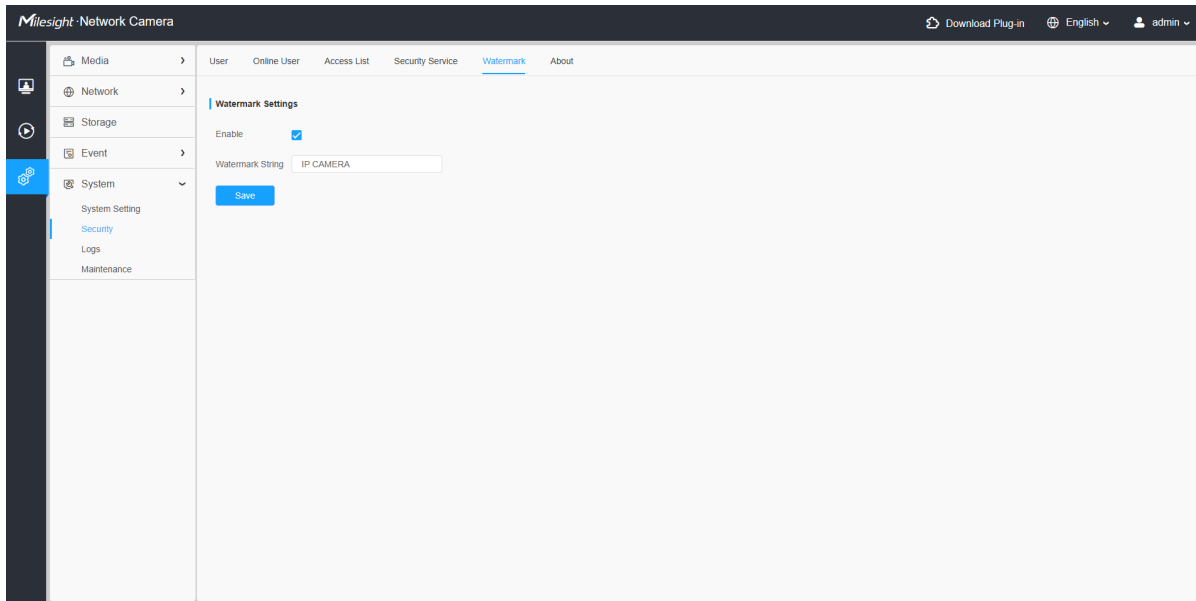 Milesight · Network Camera
Download Plug-in
English
admin
Media
Network
Storage
Event
System
System Setting
Security
Logs
Maintenance
User Online User Access List Security Service Watermark About
Watermark Settings
Enable
Watermark String IP CAMERA
Save